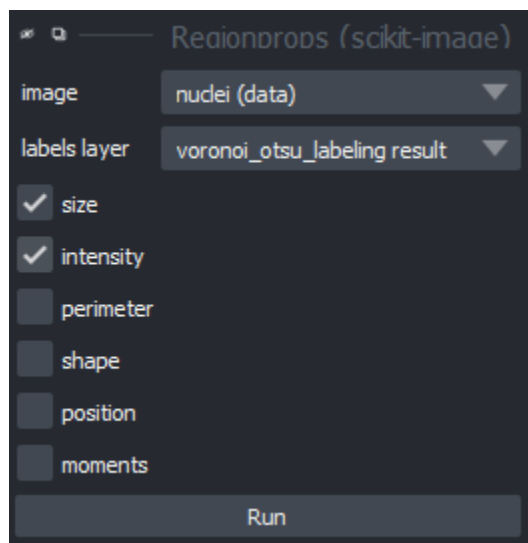 Regionprops (scikit-image)
image nuclei (data)
labels layer voronoi_otsu_labeling result
size
intensity
perimeter
shape
position
moments
Run